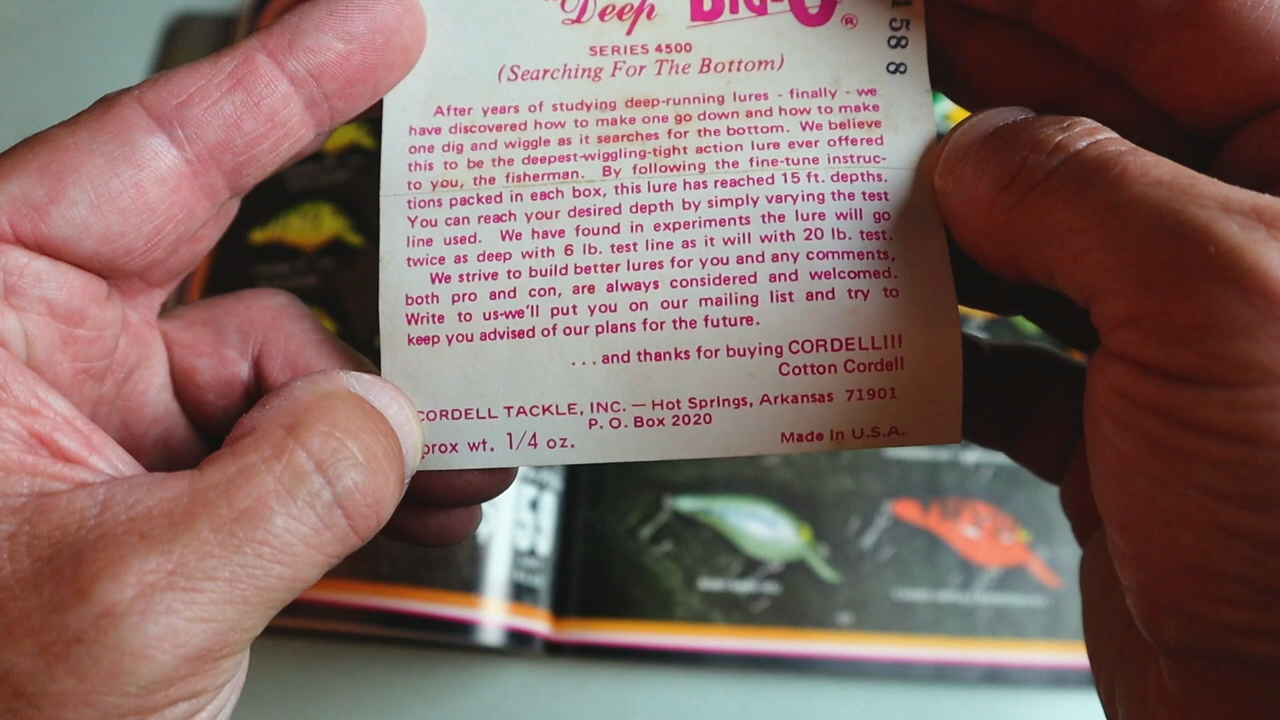 "Deep BIG-O®
1588
SERIES 4500
(Searching For The Bottom)
After years of studying deep-running lures - finally - we
have discovered how to make one go down and how to make
one dig and wiggle as it searches for the bottom. We believe
this to be the deepest-wiggling-tight action lure ever offered
to you, the fisherman. By following the fine-tune instruc-
tions packed in each box, this lure has reached 15 ft. depths.
You can reach your desired depth by simply varying the test
line used. We have found in experiments the lure will go
twice as deep with 6 lb. test line as it will with 20 lb. test.
We strive to build better lures for you and any comments,
both pro and con, are always considered and welcomed.
Write to us-we'll put you on our mailing list and try to
keep you advised of our plans for the future.
...and thanks for buying CORDELL!!!
Cotton Cordell
CORDELL TACKLE, INC. — Hot Springs, Arkansas 71901
P. O. Box 2020
prox wt. 1/4 oz.
Made In U.S.A.